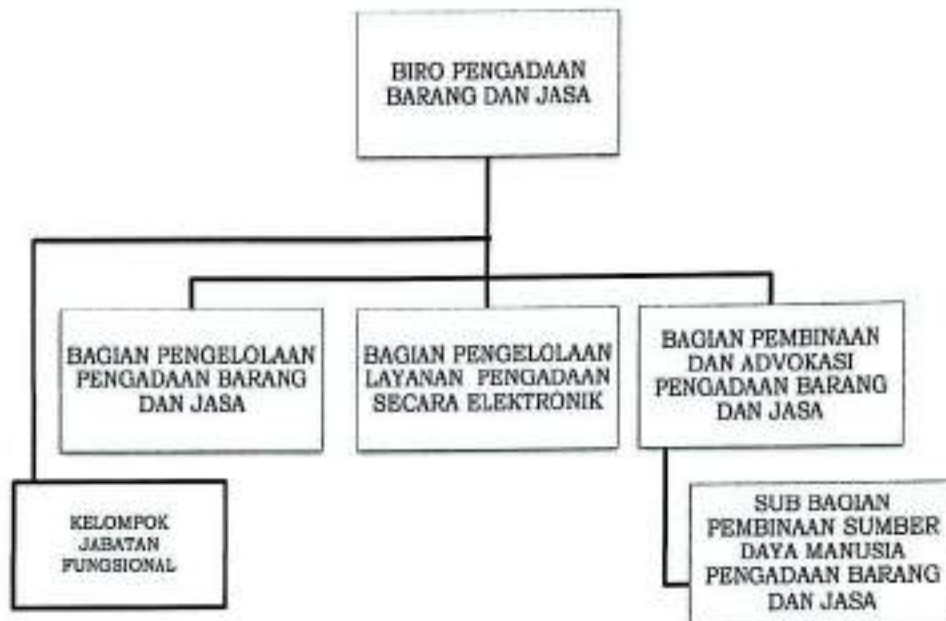 BIRO PENGADAAN
BARANG DAN JASA
BAGIAN PENGELOLAAN
PENGADAAN BARANG
DAN JASA
BAGIAN PENGELOLAAN
LAYANAN PENGADAAN
SECARA ELEKTRONIK
BAGIAN PEMBINAAN
DAN ADVOKASI
PENGADAAN BARANG
DAN JASA
KELOMPOK
JABATAN
FUNGSIONAL
SUB BAGIAN
PEMBINAAN SUMBER
DAYA MANUSIA
PENGADAAN BARANG
DAN JASA